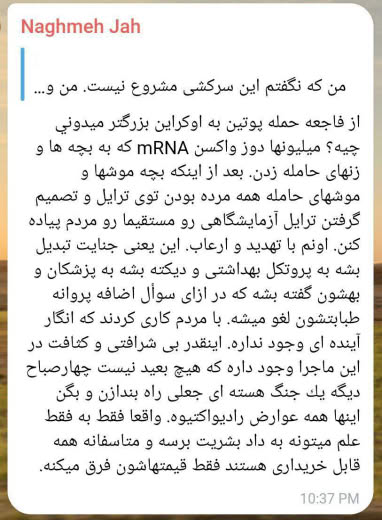 Naghmeh Jah
من که نگفتم این سرکشی مشروع نیست. من و...
از فاجعه حمله پوتین به اوکراین بزرگتر میدونی
چیه؟ میلیونها دوز واکسن mRNA که به بچه ها و
زنهای حامله زدن. بعد از اینکه بچه موشها و
موشهای حامله همه مرده بودن توی ترایل و تصمیم
گرفتن ترایل آزمایشگاهی رو مستقیما رو مردم پیاده
کنن. اونم با تهدید و ارعاب. این یعنی جنایت تبدیل
بشه به پروتکل بهداشتی و دیکته بشه به پزشکان و
بهشون گفته بشه که در ازای سوأل اضافه پروانه
طبابتشون لغو میشه. با مردم کاری کردند که انگار
آینده ای وجود نداره. اینقدر بی شرافتی و کثافت در
این ماجرا وجود داره که هیچ بعید نیست چهارصباح
دیگه یك جنگ هسته ای جعلی راه بندازن و بگن
اینها همه عوارض رادیواکتیوه. واقعا فقط به فقط
علم میتونه به داد بشریت برسه و متاسفانه همه
قابل خریداری هستند فقط قیمتهاشون فرق میکنه.
10:37 PM